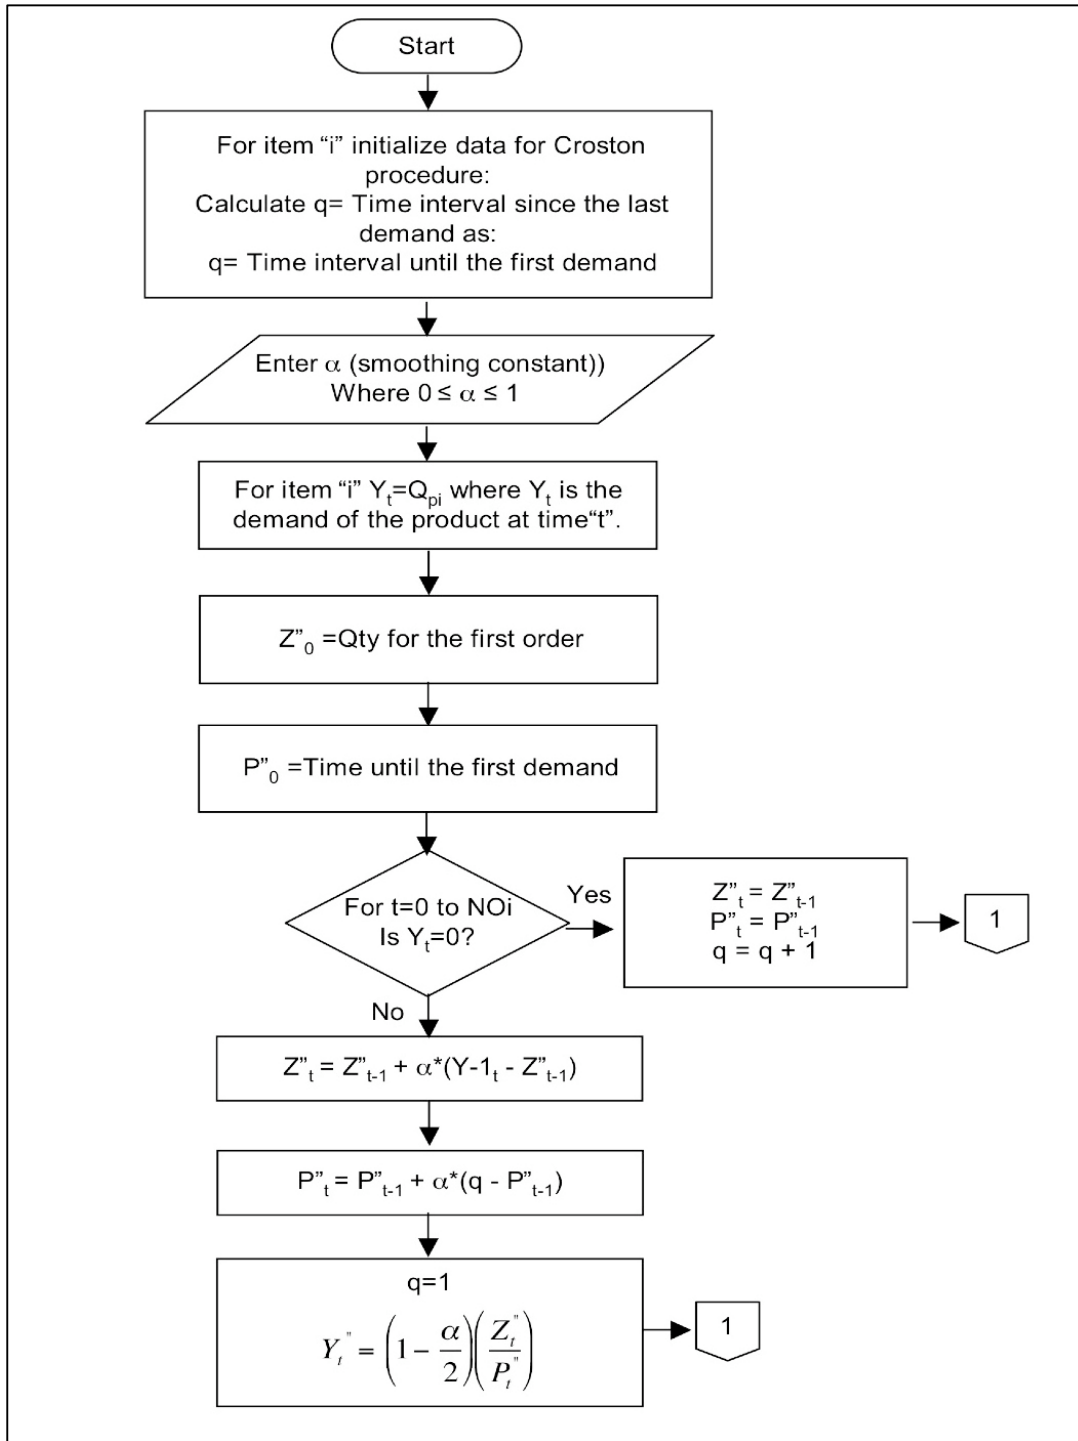 Start
For item “i” initialize data for Croston
procedure:
Calculate q= Time interval since the last
demand as:
q= Time interval until the first demand
Enter α (smoothing constant))
Where 0 ≤ α ≤ 1
For item “i” Yt=Qpi where Yt is the
demand of the product at time“t”.
Z”0 =Qty for the first order
P”0 =Time until the first demand
For t=0 to NOi
Is Yt=0?
Yes
Z”t = Z”t-1
P”t = P”t-1
q = q + 1
1
No
Z”t = Z”t-1 + α*(Y-1t - Z”t-1)
P”t = P”t-1 + α*(q - P”t-1)
q=1
Yt" = (1 - α/2)(Zt"/Pt")
1